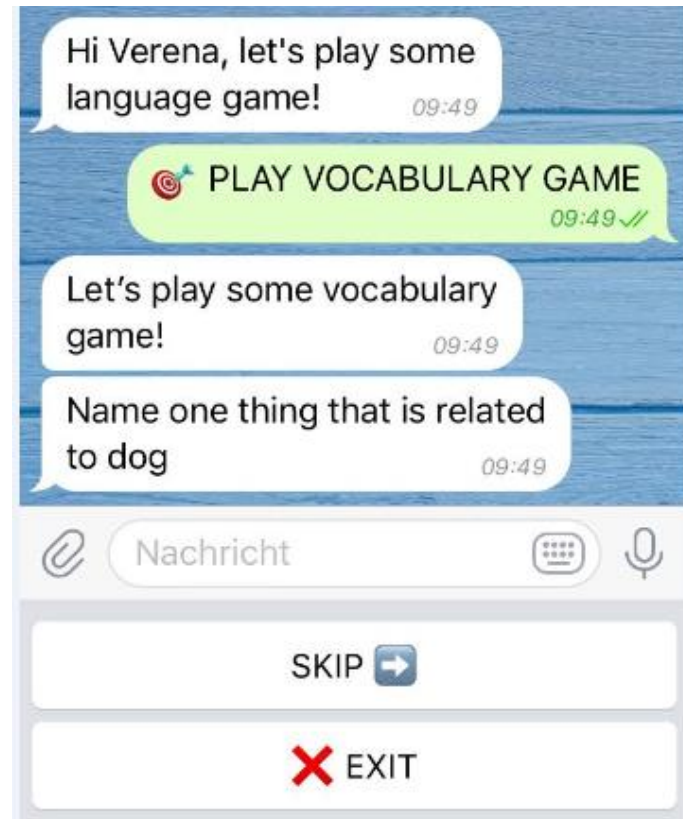 Hi Verena, let's play some
language game!
09:49
🎯 PLAY VOCABULARY GAME
09:49
Let’s play some vocabulary
game!
09:49
Name one thing that is related
to dog
09:49
Nachricht
SKIP ➡️
❌ EXIT